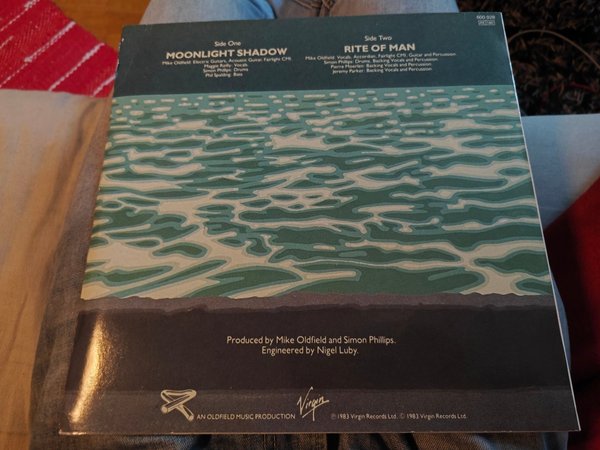 600-929
Side One
MOONLIGHT SHADOW
Mike Oldfield: Electric Guitars, Acoustic Guitar, Fairlight CMI.
Maggie Reilly: Vocals.
Simon Phillips: Drums.
Phil Spalding: Bass.
Side Two
RITE OF MAN
Mike Oldfield: Vocals, Accordian, Fairlight CMI, Guitar and Percussion.
Simon Phillips: Drums, Backing Vocals and Percussion.
Pierre Moerlen: Backing Vocals and Percussion.
Jeremy Parker: Backing Vocals and Percussion.
Produced by Mike Oldfield and Simon Phillips.
Engineered by Nigel Luby.
AN OLDFIELD MUSIC PRODUCTION
Virgin
℗ 1983 Virgin Records Ltd. © 1983 Virgin Records Ltd.